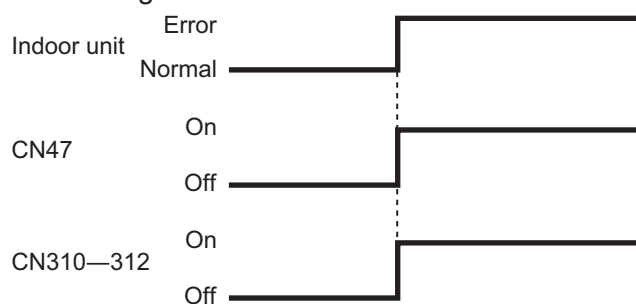 Error
Indoor unit
Normal
On
CN47
Off
On
CN310—312
Off